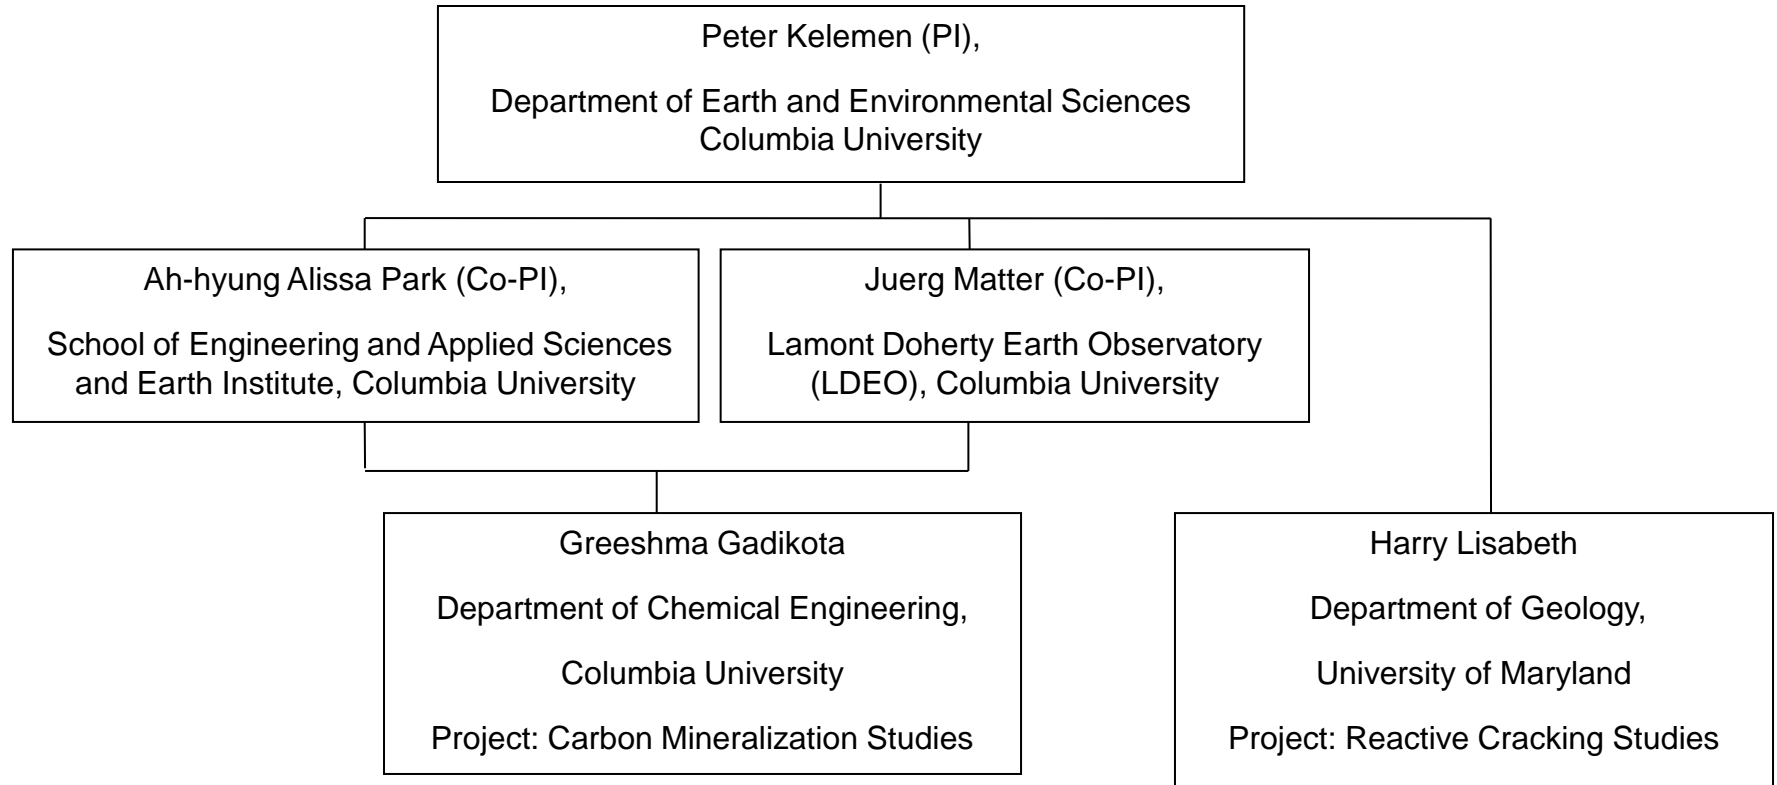 Peter Kelemen (PI),
Department of Earth and Environmental Sciences
Columbia University
Ah-hyung Alissa Park (Co-PI),
School of Engineering and Applied Sciences
and Earth Institute, Columbia University
Juerg Matter (Co-PI),
Lamont Doherty Earth Observatory
(LDEO), Columbia University
Greeshma Gadikota
Department of Chemical Engineering,
Columbia University
Project: Carbon Mineralization Studies
Harry Lisabeth
Department of Geology,
University of Maryland
Project: Reactive Cracking Studies